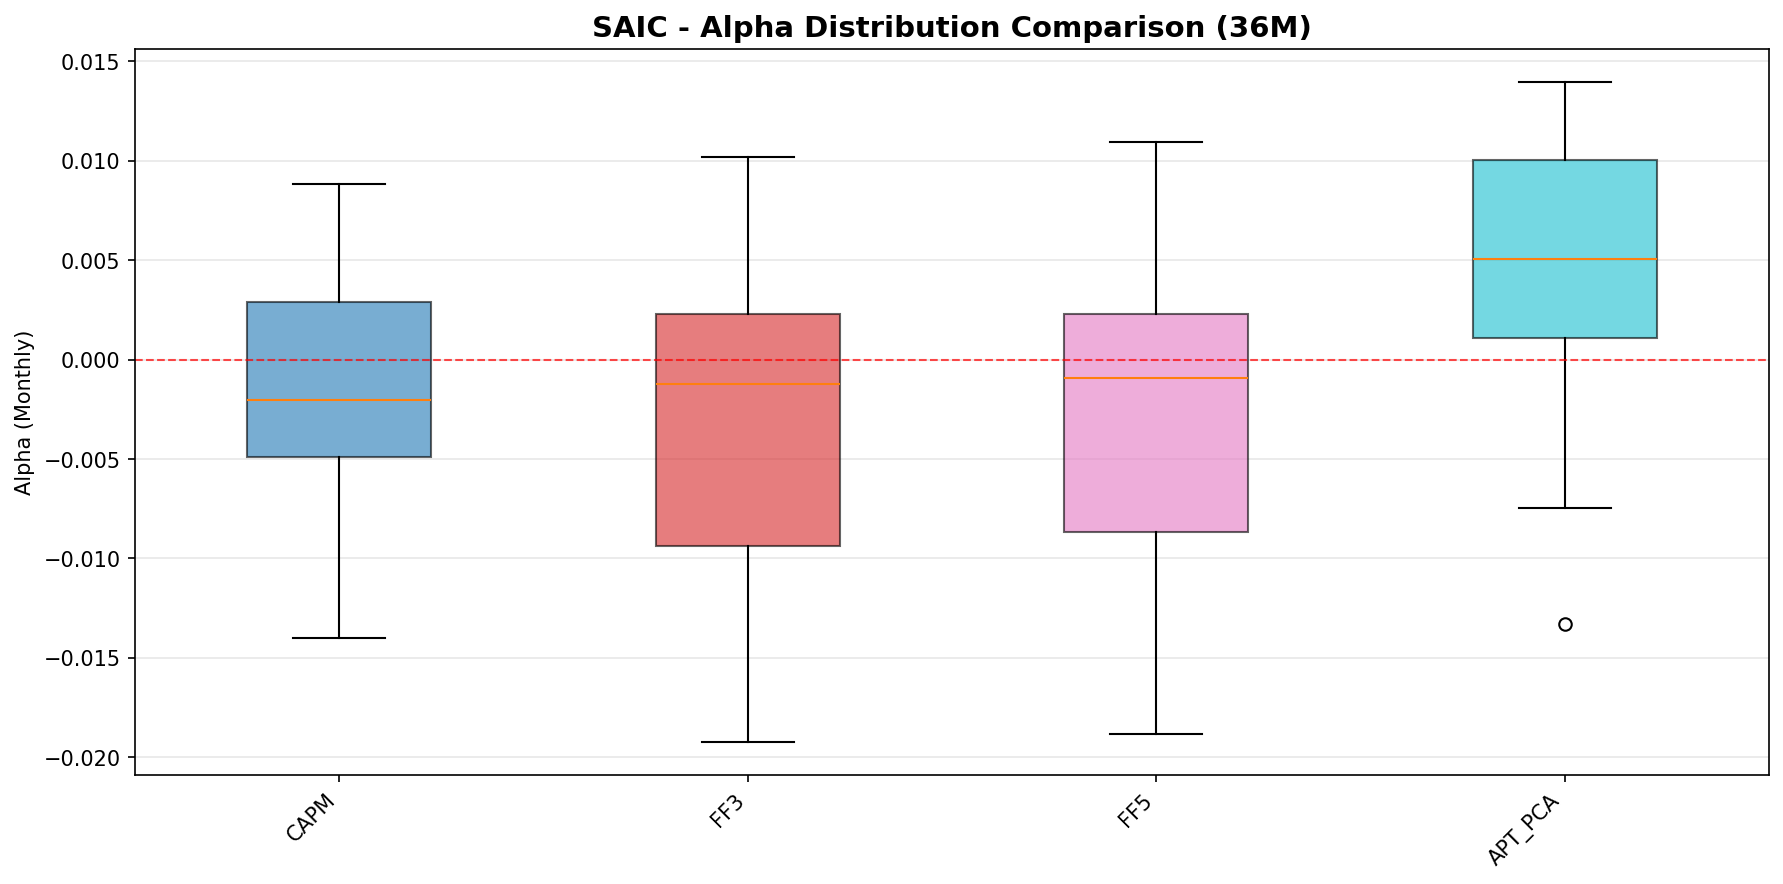 SAIC - Alpha Distribution Comparison (36M)
0.015
0.010
0.005
0.000
−0.005
−0.010
−0.015
−0.020
Alpha (Monthly)
CAPM
FF3
FF5
APT_PCA